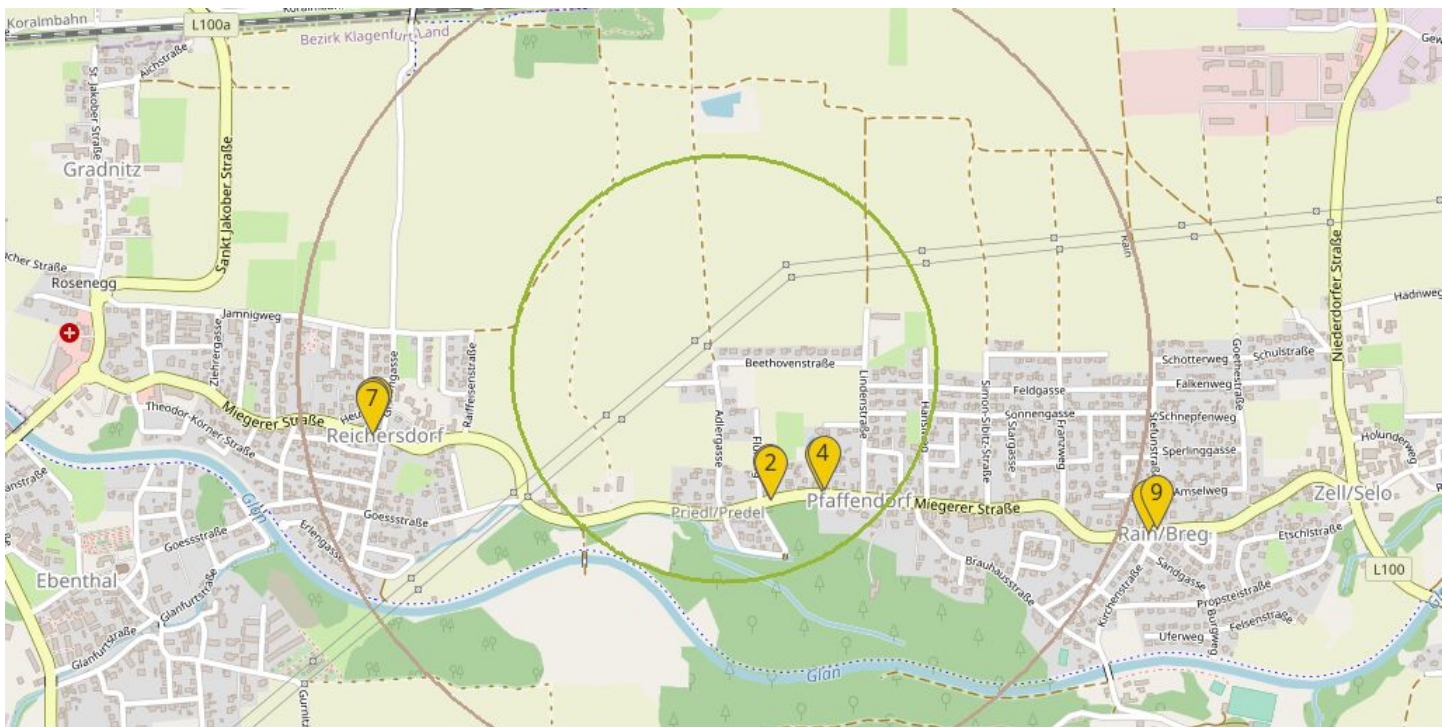 Koralmbahn
L100a
Bezirk Klagenfurt-Land
Aichstraße
St. Jakober Straße
Gradnitz
Sankt Jakober Straße
Niederdorfer Straße
Rain
Rosenegg
Jamnigweg
Hadnweg
Ziehrergasse
Raiffeisenstraße
Beethovenstraße
Schotterweg
Schulstraße
Goethestraße
Lindenstraße
Feldgasse
Falkenweg
7
Theodor-Körner-Straße
Miegerer Straße
Reichersdorf
Adlergasse
Simon-Sibitz-Straße
Sonnengasse
Franzweg
Schnepfenweg
Sperlinggasse
Holunderweg
2
4
9
Amselweg
Zell/Selo
Glan
Goessstraße
Priedl/Predel
Pfaffendorf
Miegerer Straße
Rain/Breg
Etschlstraße
Erlengasse
Goessstraße
Brauhausstraße
Sandgasse
L100
Ebenthal
Glanfurtstraße
Kirchenstraße
Propsteistraße
Burgweg
Felsenstraße
Uferweg
Glanfurtstraße
Glan